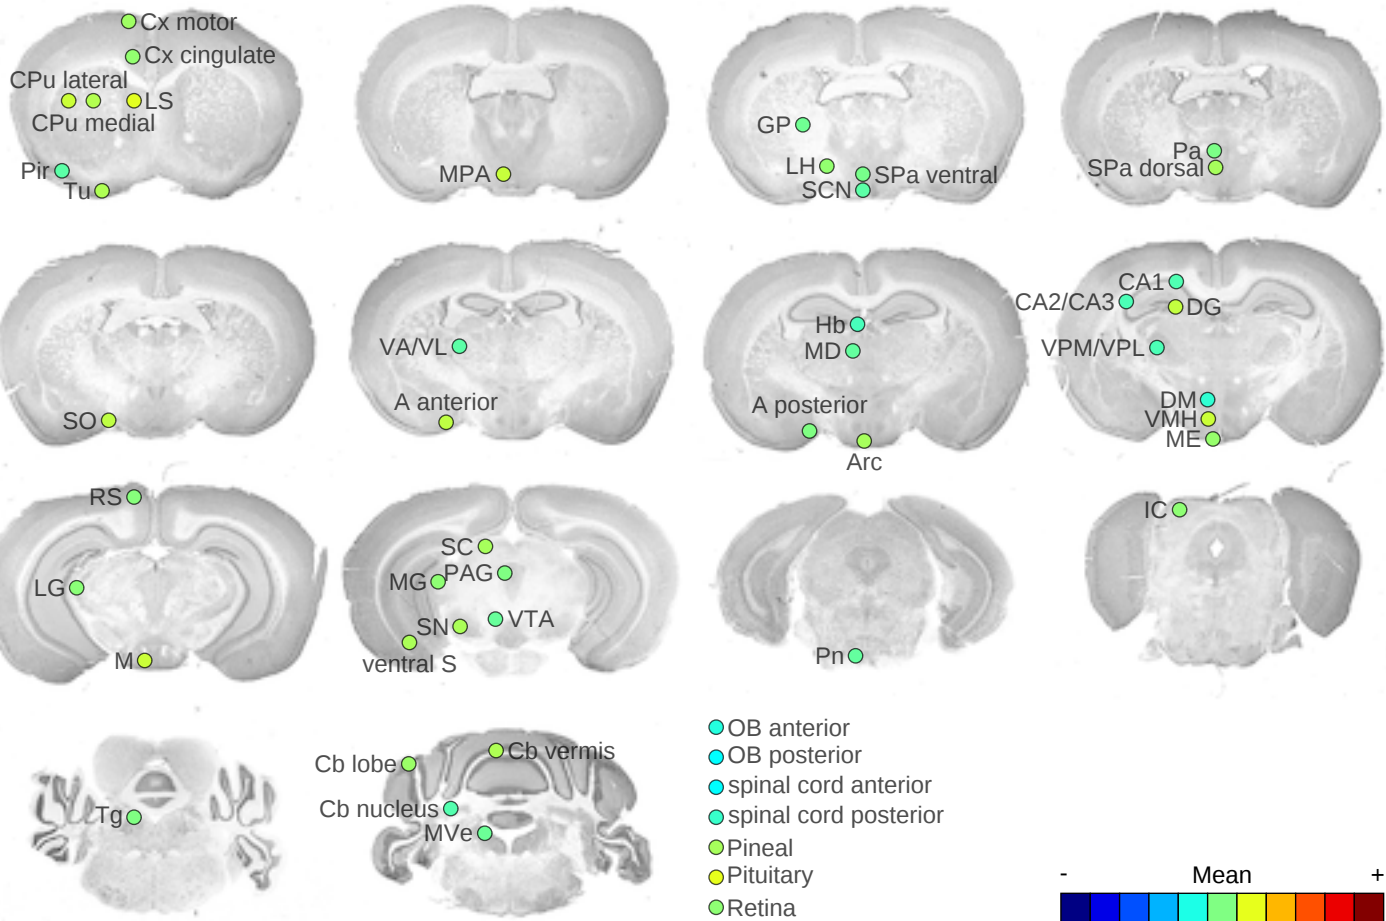 Cx motor
Cx cingulate
CPu lateral
LS
CPu medial
Pir
Tu
MPA
GP
LH
SPa ventral
SCN
Pa
SPa dorsal
SO
VA/VL
A anterior
Hb
MD
A posterior
Arc
CA1
CA2/CA3
DG
VPM/VPL
DM
VMH
ME
RS
LG
M
SC
MG
PAG
SN
VTA
ventral S
Pn
IC
Tg
Cb lobe
Cb vermis
Cb nucleus
MVe
OB anterior
OB posterior
spinal cord anterior
spinal cord posterior
Pineal
Pituitary
Retina
- Mean +